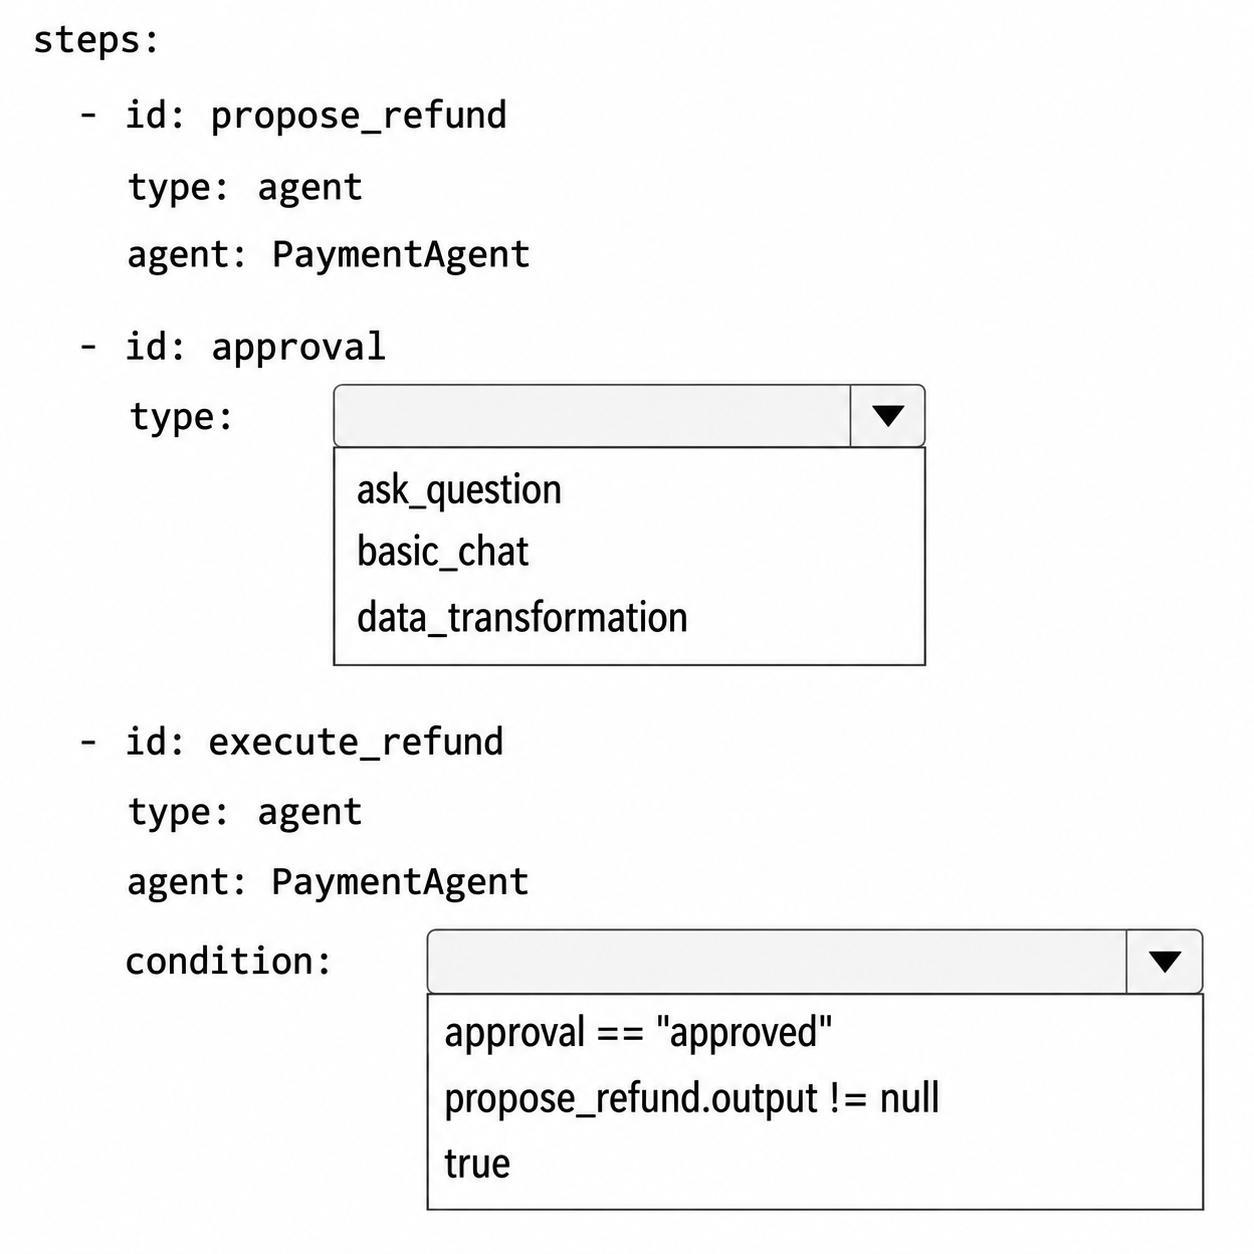 steps:
- id: propose_refund
type: agent
agent: PaymentAgent
- id: approval
type:
ask_question
basic_chat
data_transformation
- id: execute_refund
type: agent
agent: PaymentAgent
condition:
approval == "approved"
propose_refund.output != null
true